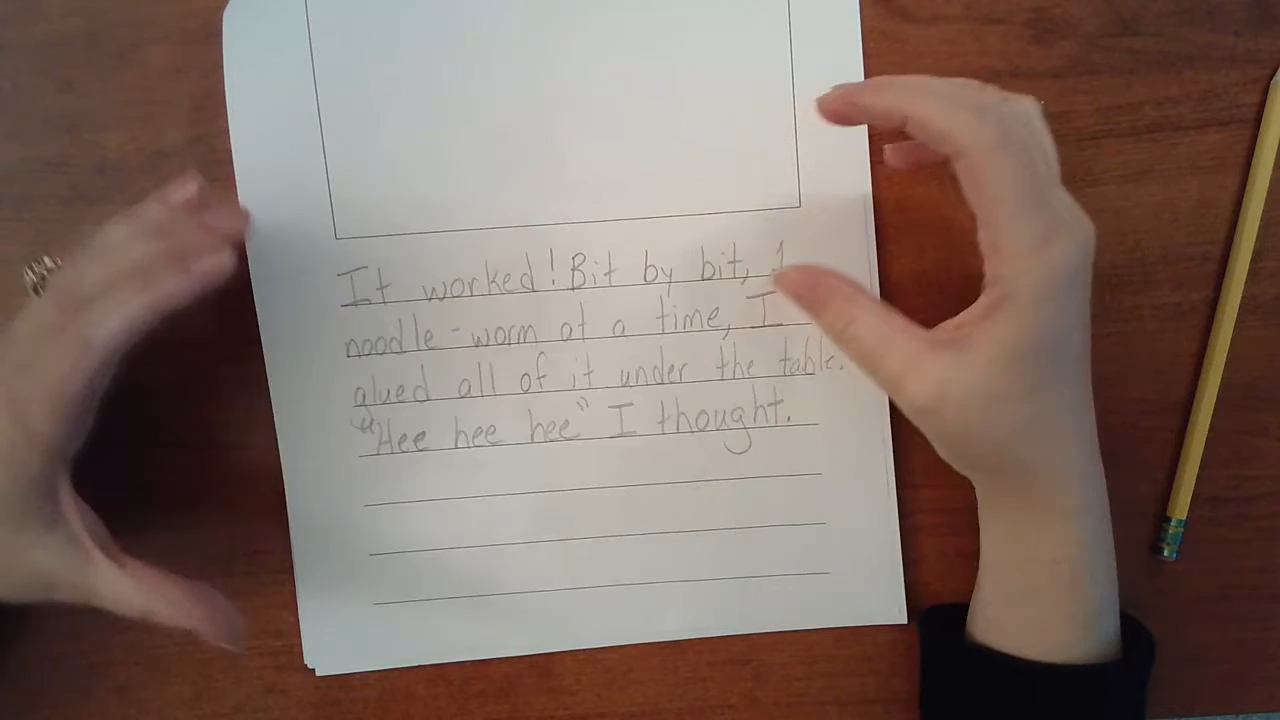 It worked! Bit by bit, 1
noodle-worm at a time, I
glued all of it under the table.
"Hee hee hee" I thought.